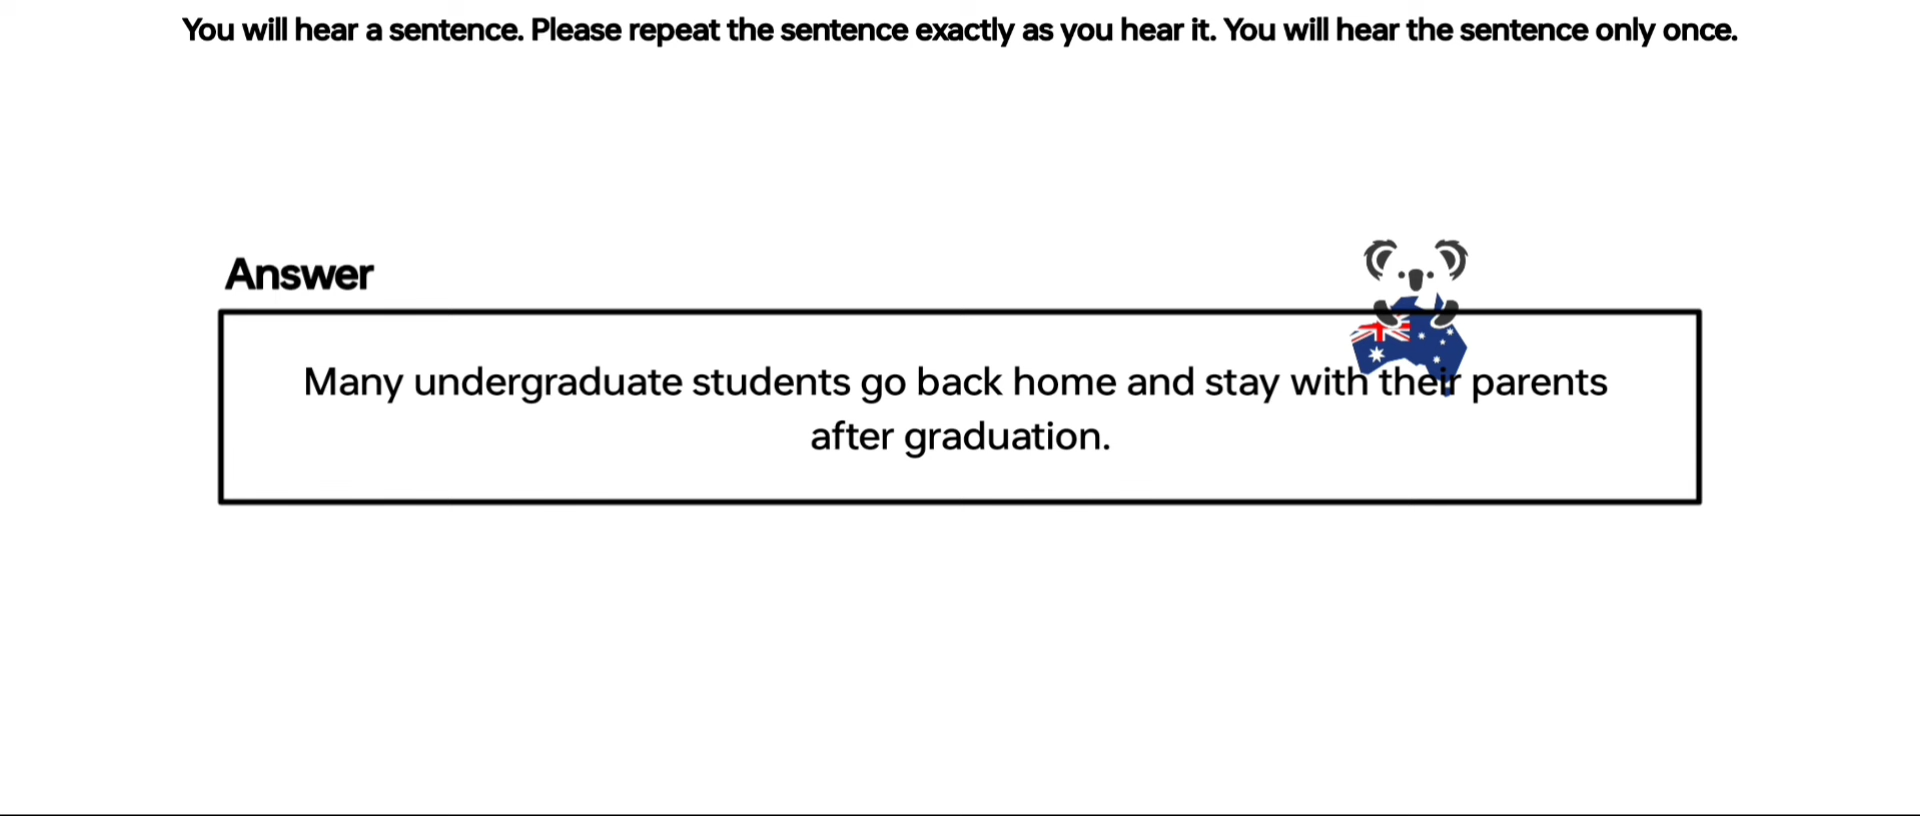 You will hear a sentence. Please repeat the sentence exactly as you hear it. You will hear the sentence only once.
Answer
Many undergraduate students go back home and stay with their parents
after graduation.